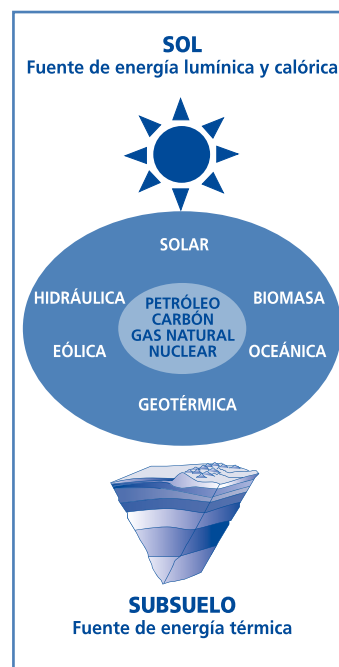 SOL
Fuente de energía lumínica y calórica
SOLAR
HIDRÁULICA
BIOMASA
PETRÓLEO
CARBÓN
GAS NATURAL
NUCLEAR
EÓLICA
OCEÁNICA
GEOTÉRMICA
SUBSUELO
Fuente de energía térmica